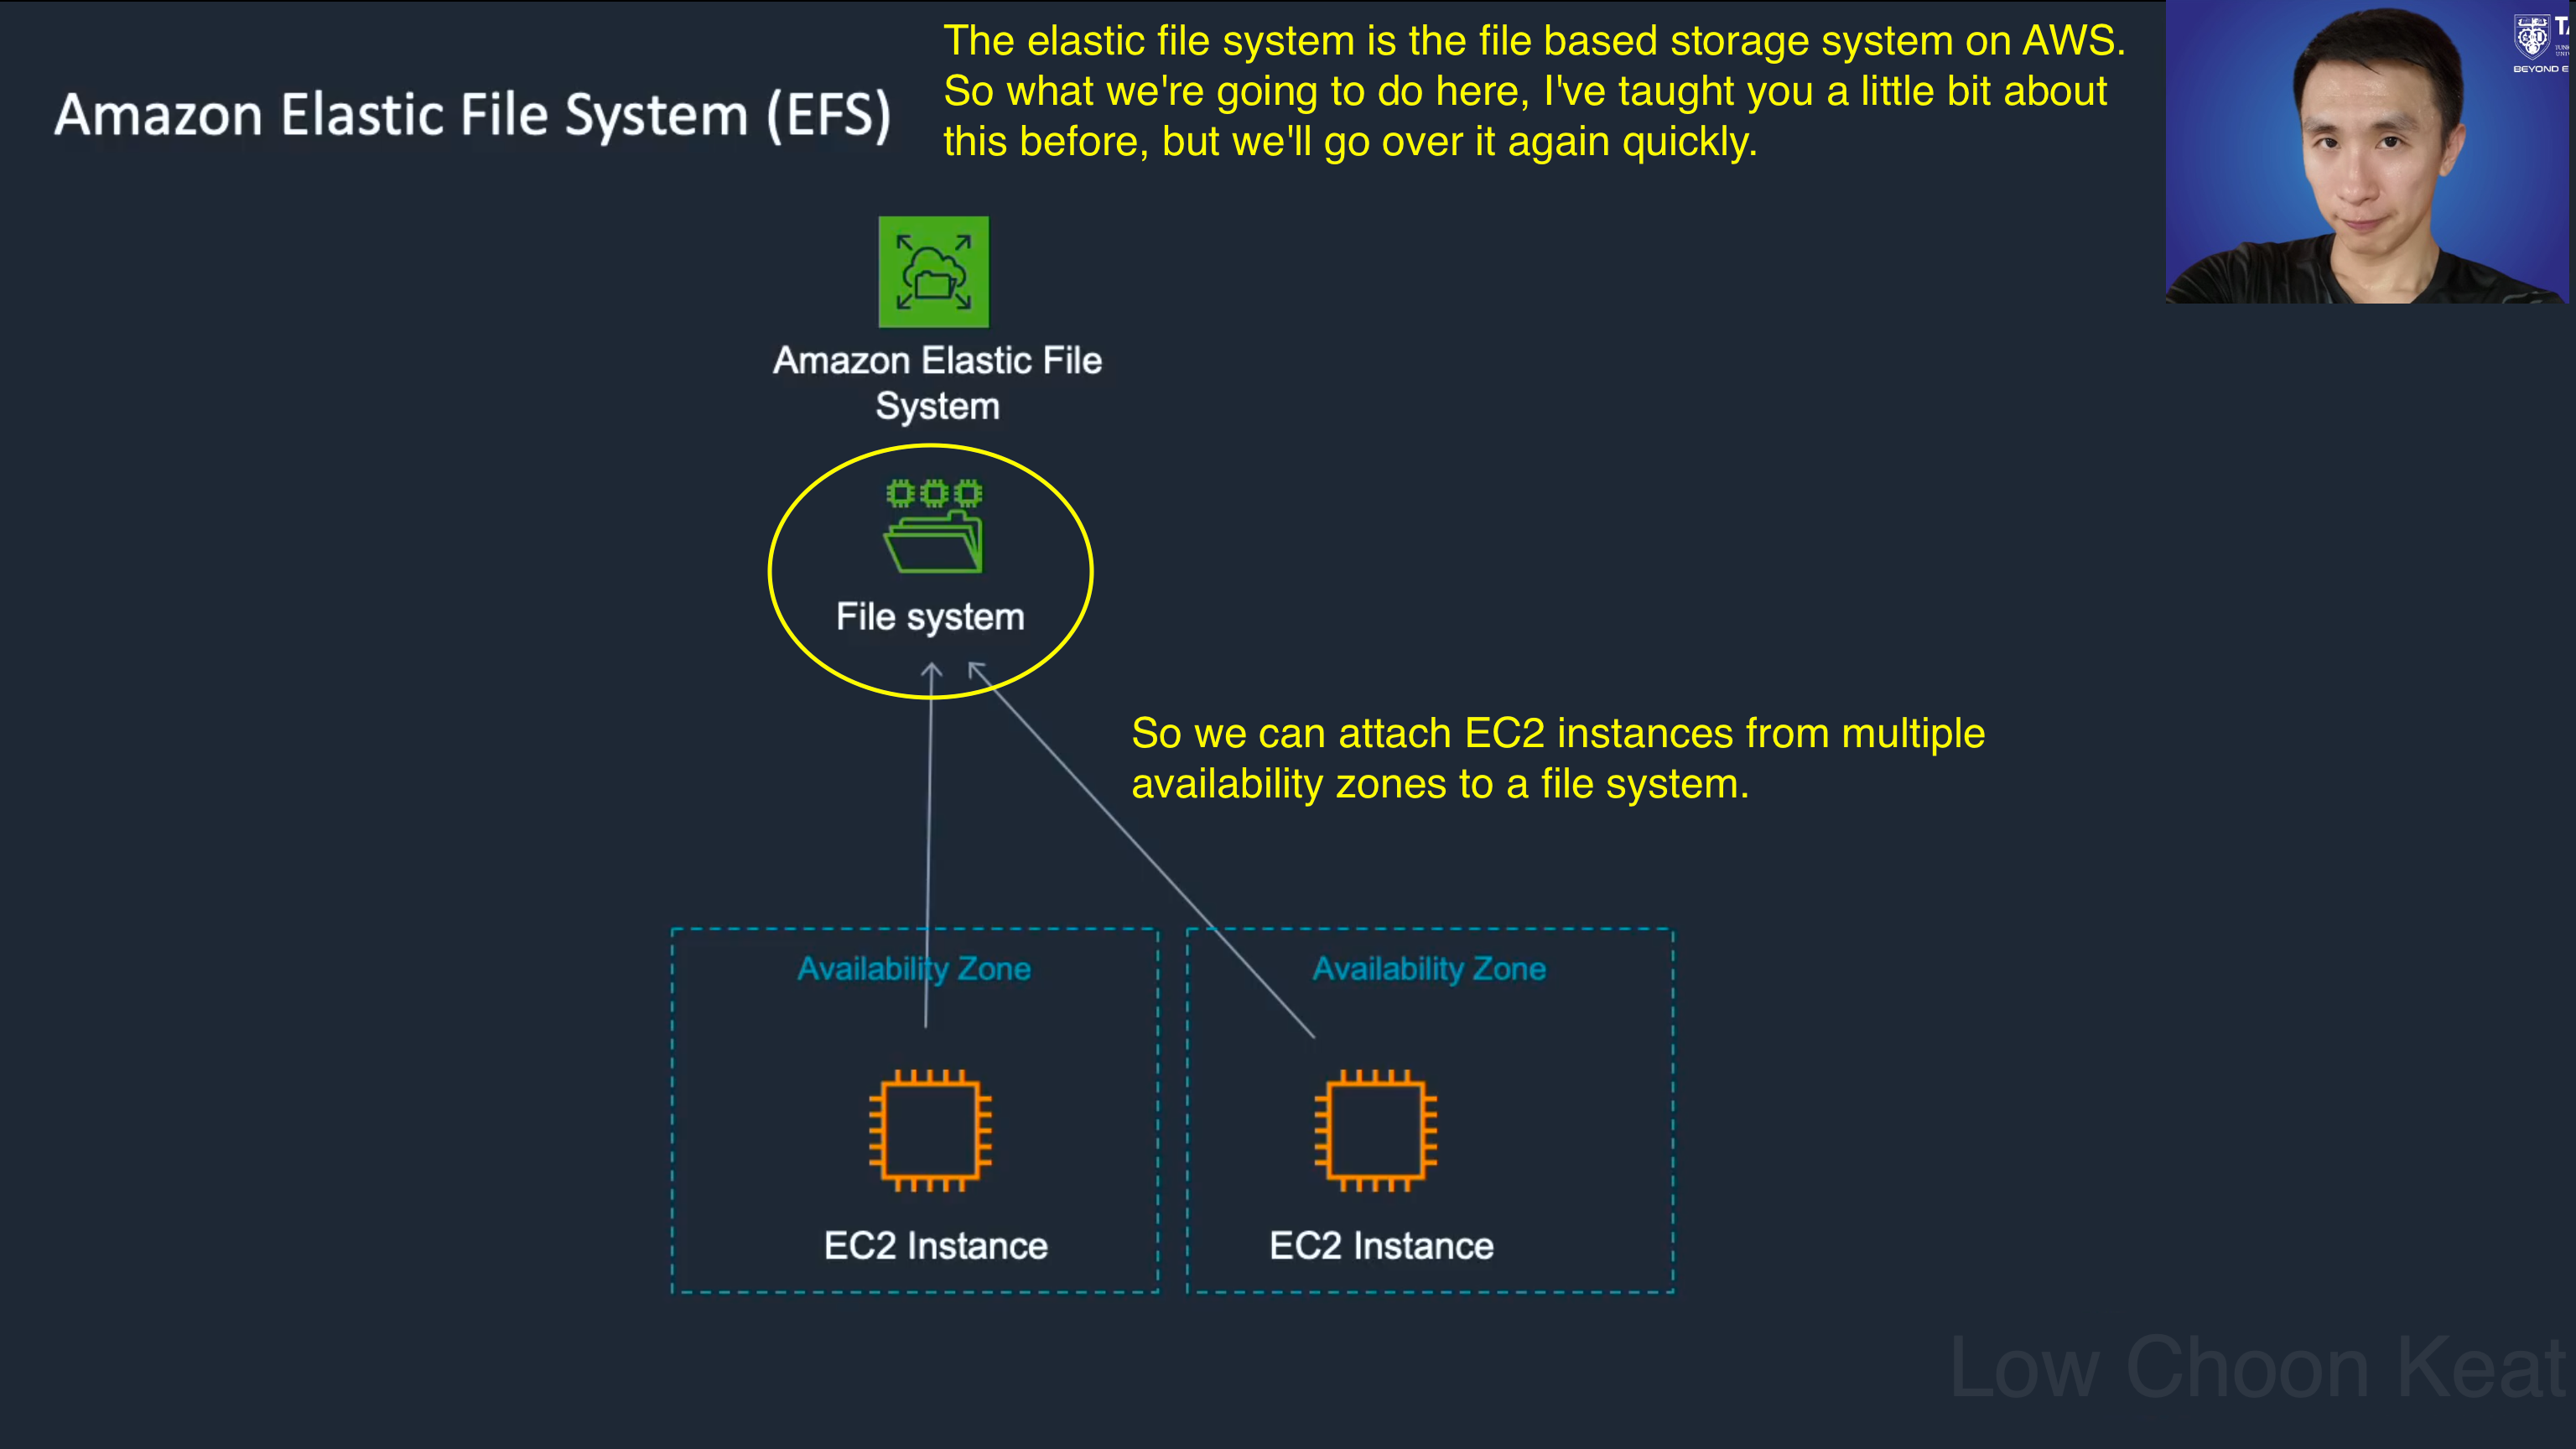 The elastic file system is the file based storage system on AWS.
So what we're going to do here, I've taught you a little bit about
this before, but we'll go over it again quickly.
Amazon Elastic File System (EFS)
BEYOND E
Amazon Elastic File
System
File system
So we can attach EC2 instances from multiple
availability zones to a file system.
Availability Zone
Availability Zone
EC2 Instance
EC2 Instance
Low Choon Keat